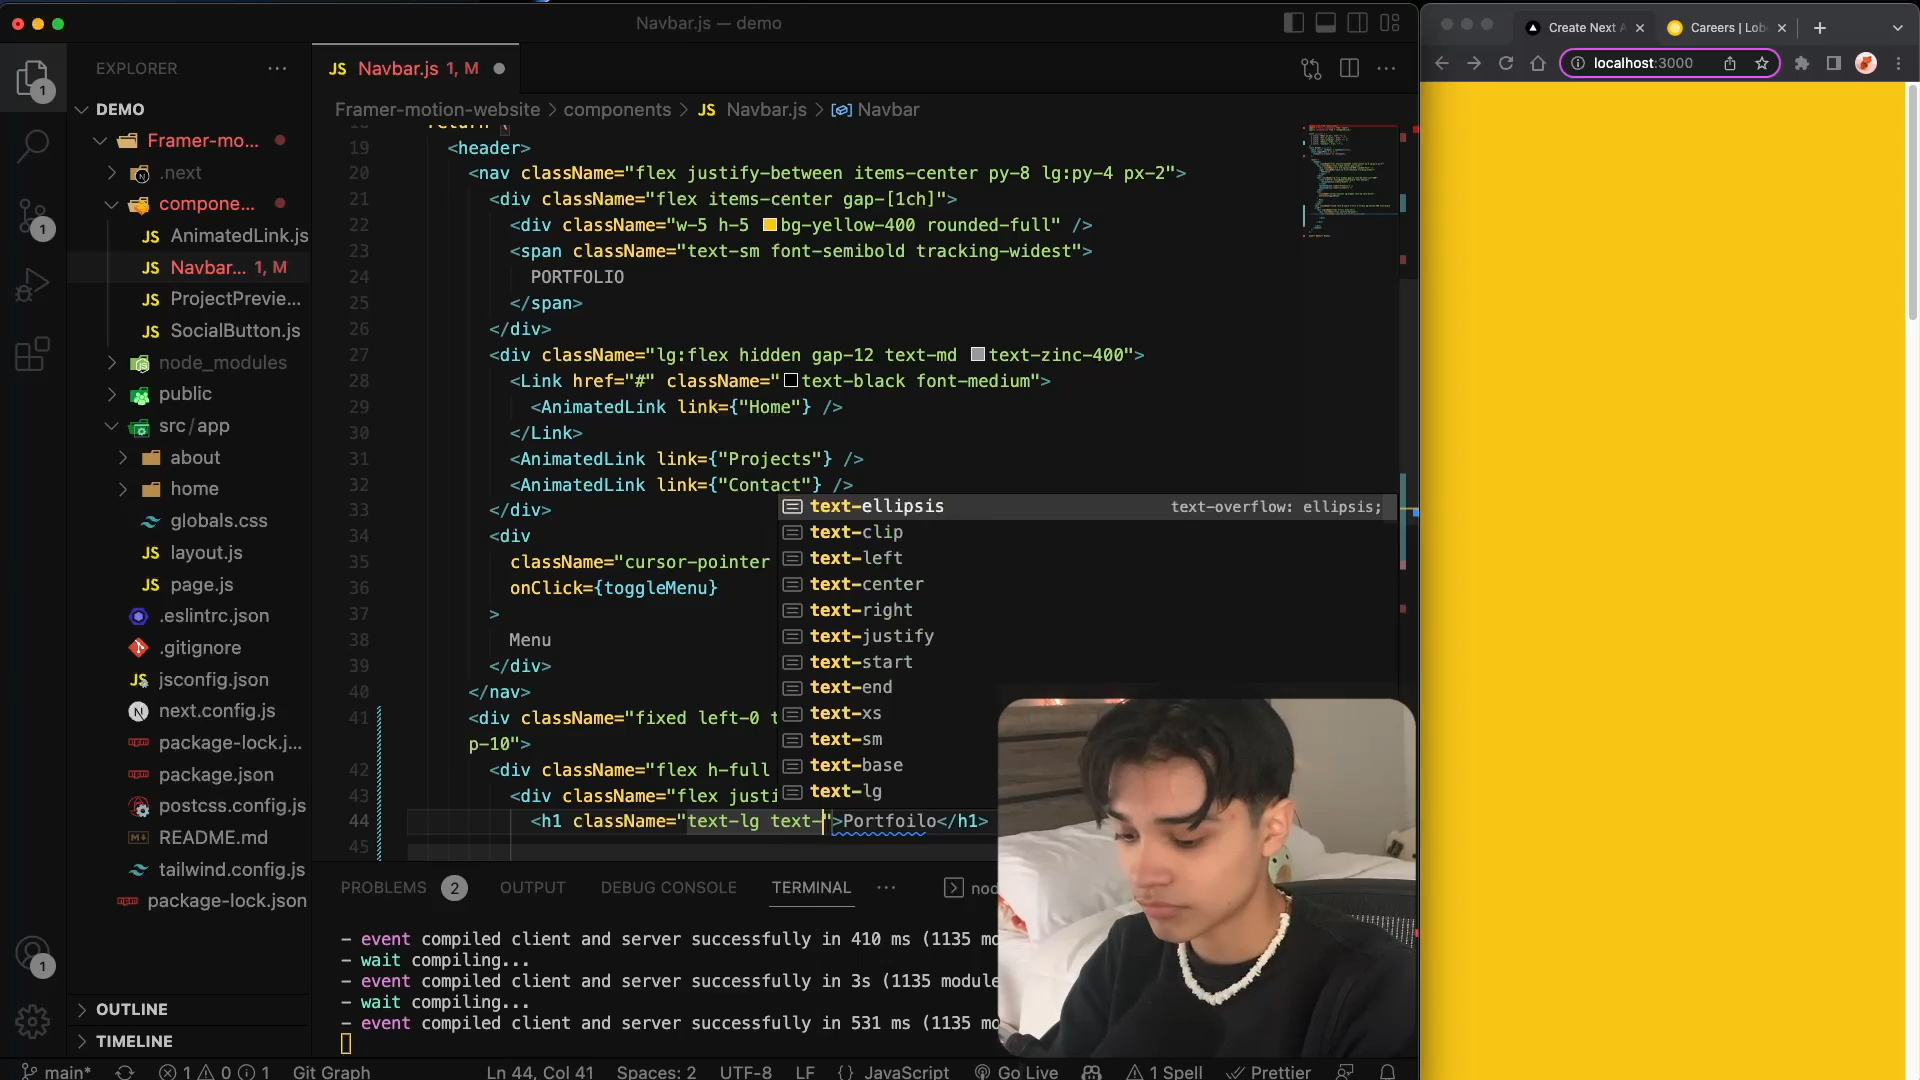 Navbar.js — demo
Create Next A
Careers | Lob
localhost:3000
EXPLORER
DEMO
Framer-mo...
.next
compone...
AnimatedLink.js
Navbar... 1, M
ProjectPrevie...
SocialButton.js
node_modules
public
src/app
about
home
globals.css
layout.js
page.js
.eslintrc.json
.gitignore
jsconfig.json
next.config.js
package-lock.j...
package.json
postcss.config.js
README.md
tailwind.config.js
package-lock.json
OUTLINE
TIMELINE
JS Navbar.js 1, M
Framer-motion-website > components > JS Navbar.js > Navbar
19 <header>
20 <nav className="flex justify-between items-center py-8 lg:py-4 px-2">
21 <div className="flex items-center gap-[1ch]">
22 <div className="w-5 h-5 bg-yellow-400 rounded-full" />
23 <span className="text-sm font-semibold tracking-widest">
24 PORTFOLIO
25 </span>
26 </div>
27 <div className="lg:flex hidden gap-12 text-md text-zinc-400">
28 <Link href="#" className="text-black font-medium">
29 <AnimatedLink link={"Home"} />
30 </Link>
31 <AnimatedLink link={"Projects"} />
32 <AnimatedLink link={"Contact"} />
33 </div>
34 <div
35 className="cursor-pointer
36 onClick={toggleMenu}
37 >
38 Menu
39 </div>
40 </nav>
41 <div className="fixed left-0 t
p-10">
42 <div className="flex h-full
43 <div className="flex justi
44 <h1 className="text-lg text-">Portfoilo</h1>
45
text-ellipsis text-overflow: ellipsis;
text-clip
text-left
text-center
text-right
text-justify
text-start
text-end
text-xs
text-sm
text-base
text-lg
PROBLEMS 2 OUTPUT DEBUG CONSOLE TERMINAL ··· nod
- event compiled client and server successfully in 410 ms (1135 mo
- wait compiling...
- event compiled client and server successfully in 3s (1135 module
- wait compiling...
- event compiled client and server successfully in 531 ms (1135 mo
main* 1 0 1 Git Graph Ln 44, Col 41 Spaces: 2 UTF-8 LF {} JavaScript Go Live 1 Spell Prettier